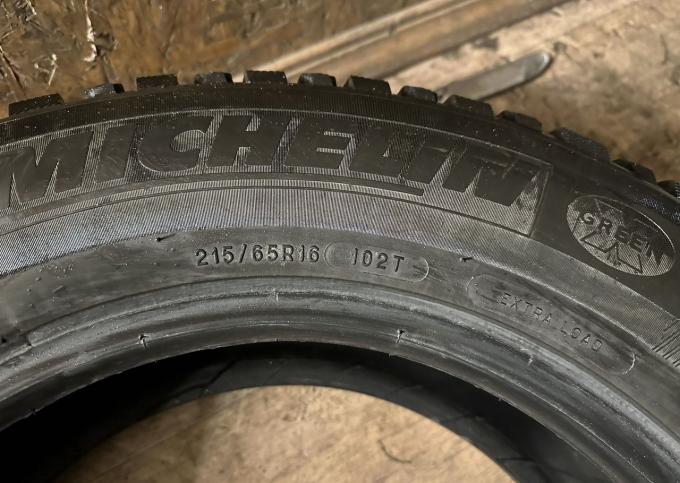 MICHELIN
GREEN X
215/65R16 102T
EXTRA LOAD